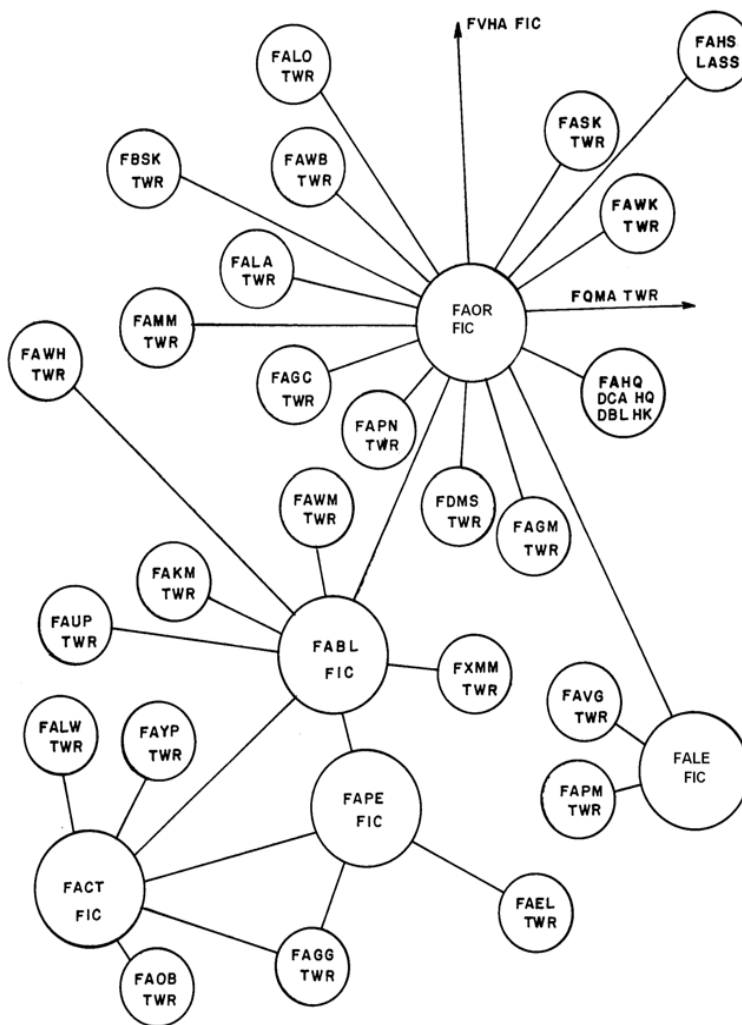 FVHA FIC
FAHS
LASS
FALO
TWR
FASK
TWR
FBSK
TWR
FAWB
TWR
FAWK
TWR
FALA
TWR
FAOR
FIC
FQMA TWR
FAMM
TWR
FAWH
TWR
FAGC
TWR
FAHQ
DCA HQ
DBL HK
FAPN
TWR
FAWM
TWR
FDMS
TWR
FAGM
TWR
FAKM
TWR
FAUP
TWR
FABL
FIC
FXMM
TWR
FAVG
TWR
FALW
TWR
FAYP
TWR
FALE
FIC
FAPE
FIC
FAPM
TWR
FACT
FIC
FAEL
TWR
FAGG
TWR
FAOB
TWR